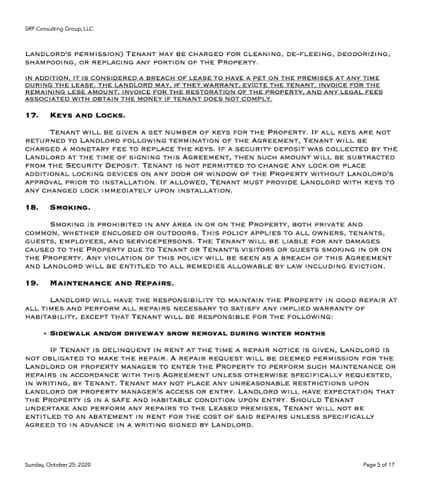 SRP Consulting Group, LLC
Landlord's permission) Tenant may be charged for cleaning, de-fleeing, deodorizing,
shampooing, or replacing any portion of the Property.
in addition, it is considered a breach of lease to have a pet on the premises at any time
during the lease. the landlord may, if they warrant, evicte the tenant, invoice for the
remaining lese amount, invoice for the restoration of the property, and any legal fees
associated with obtain the money if tenant does not comply.
17. Keys and Locks.
Tenant will be given a set number of keys for the Property. If all keys are not
returned to Landlord following termination of the Agreement, Tenant will be
charged a monetary fee to replace the keys. If a security deposit was collected by the
Landlord at the time of signing this Agreement, then such amount will be subtracted
from the Security Deposit. Tenant is not permitted to change any lock or place
additional locking devices on any door or window of the Property without Landlord's
approval prior to installation. If allowed, Tenant must provide Landlord with keys to
any changed lock immediately upon installation.
18. Smoking.
Smoking is prohibited in any area in or on the Property, both private and
common, whether enclosed or outdoors. This policy applies to all owners, tenants,
guests, employees, and servicepersons. The Tenant will be liable for any damages
caused to the Property due to Tenant or Tenant's visitors or guests smoking in or on
the Property. Any violation of this policy will be seen as a breach of this Agreement
and Landlord will be entitled to all remedies allowable by law including eviction.
19. Maintenance and Repairs.
Landlord will have the responsibility to maintain the Property in good repair at
all times and perform all repairs necessary to satisfy any implied warranty of
habitability, except that Tenant will be responsible for the following:
- Sidewalk and/or driveway snow removal during winter months
If Tenant is delinquent in rent at the time a repair notice is given, Landlord is
not obligated to make the repair. A repair request will be deemed permission for the
Landlord or property manager to enter the Property to perform such maintenance or
repairs in accordance with this Agreement unless otherwise specifically requested,
in writing, by Tenant. Tenant may not place any unreasonable restrictions upon
Landlord or property manager's access or entry. Landlord will have expectation that
the Property is in a safe and habitable condition upon entry. Should Tenant
undertake and perform any repairs to the leased premises, Tenant will not be
entitled to an abatement in rent for the cost of said repairs unless specifically
agreed to in advance in a writing signed by Landlord.
Sunday, October 25, 2020
Page 5 of 17